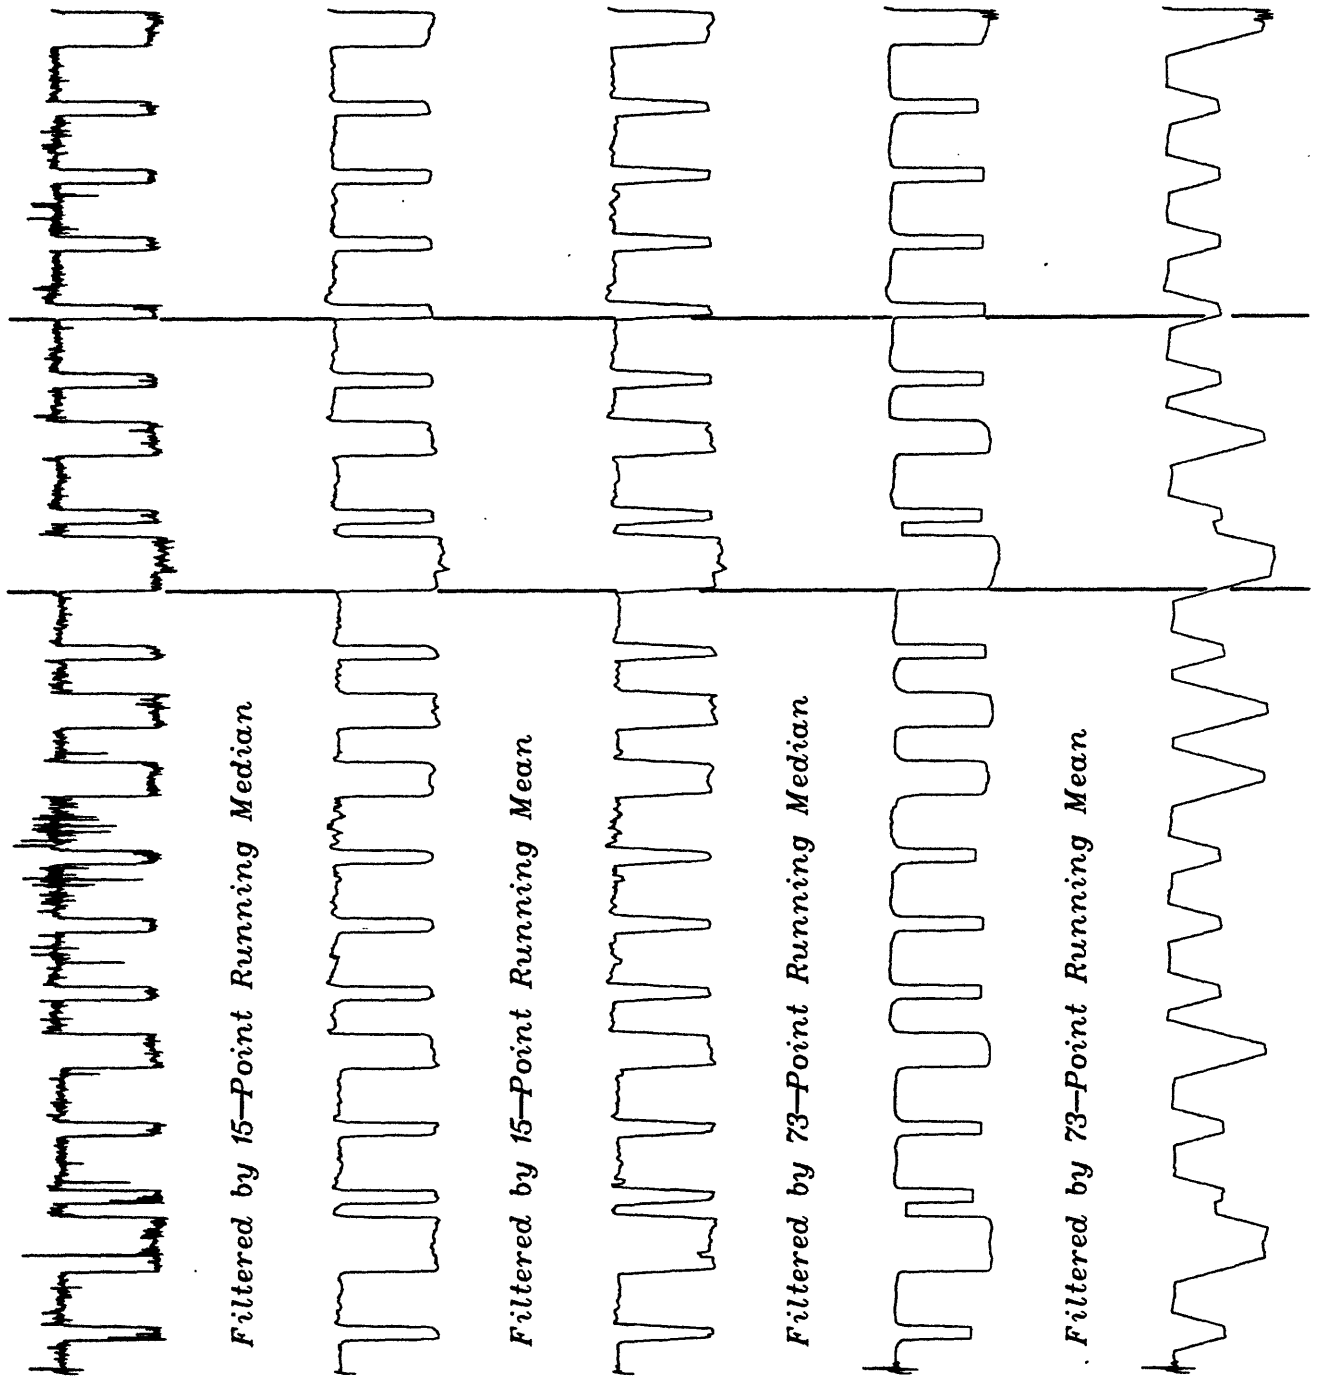 Filtered by 15—Point Running Median
Filtered by 15—Point Running Mean
Filtered by 73—Point Running Median
Filtered by 73—Point Running Mean